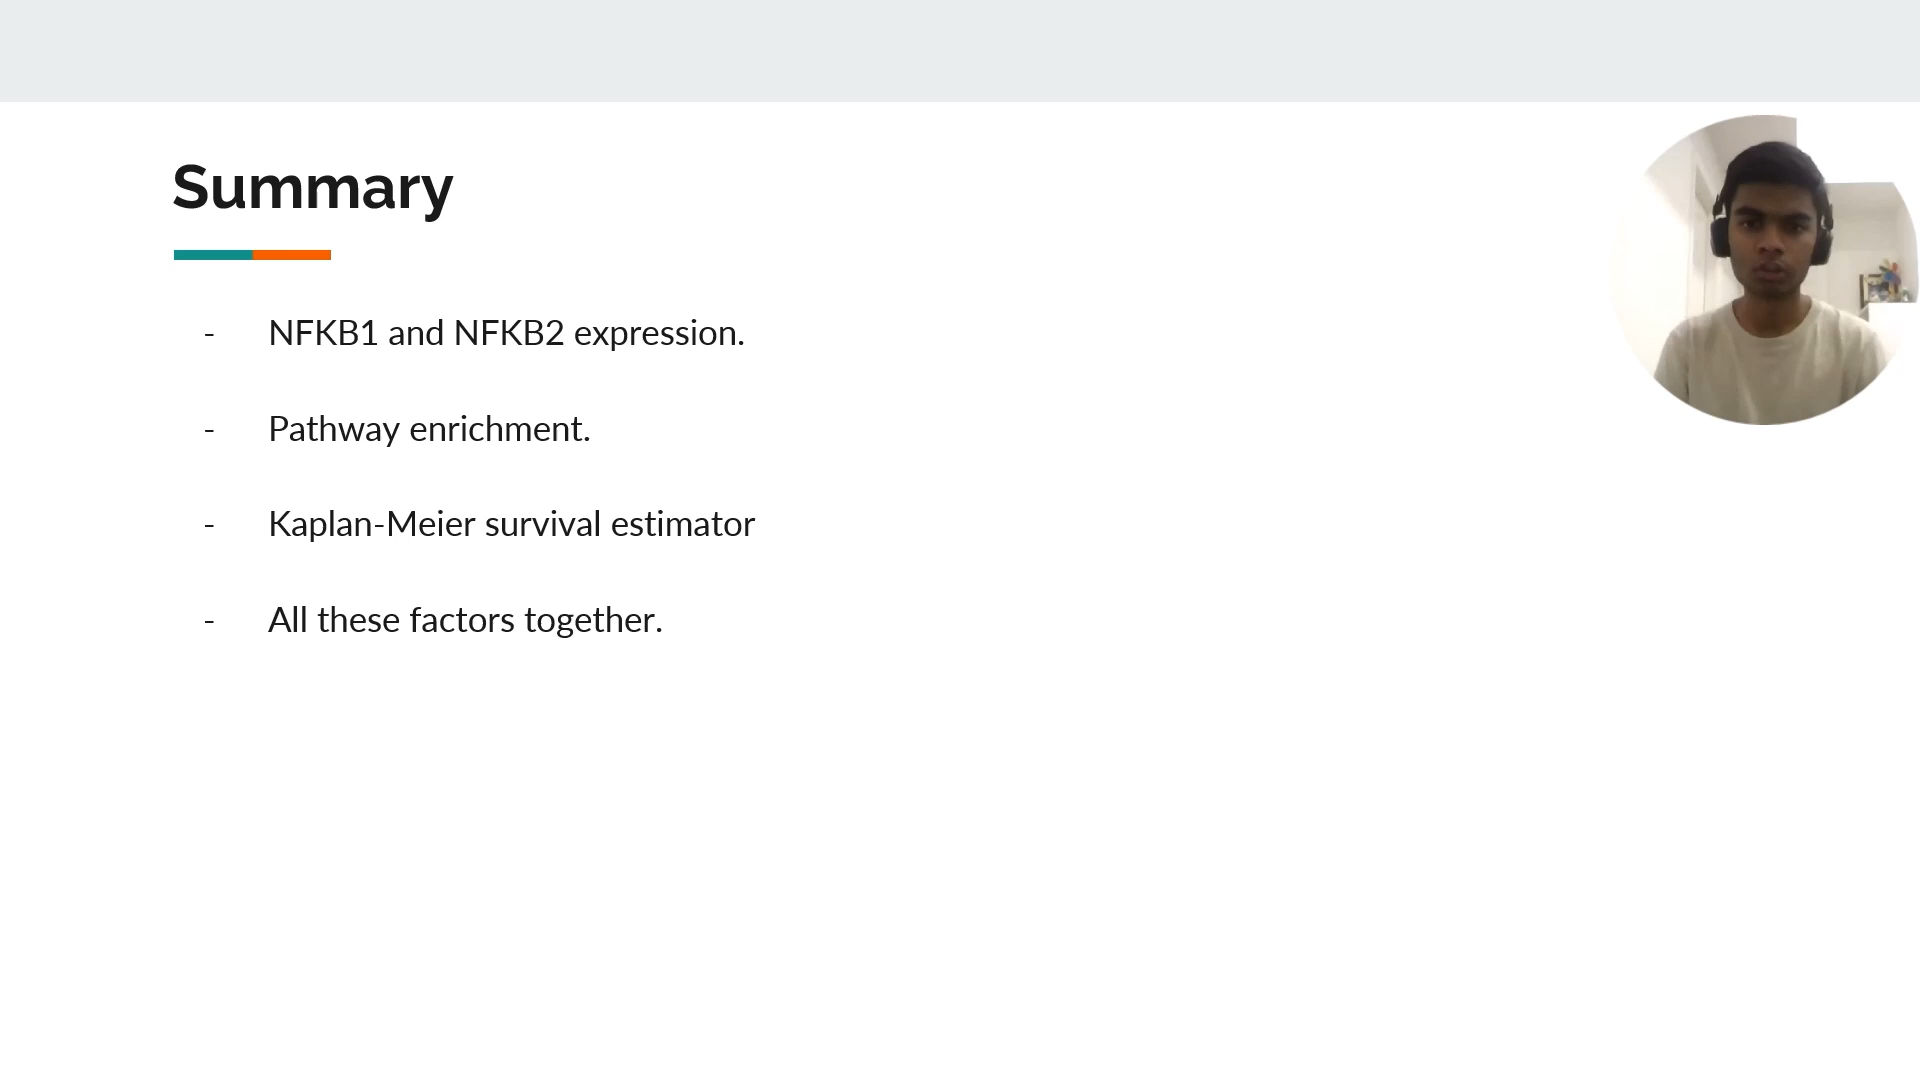 Summary
- NFKB1 and NFKB2 expression.
- Pathway enrichment.
- Kaplan-Meier survival estimator
- All these factors together.